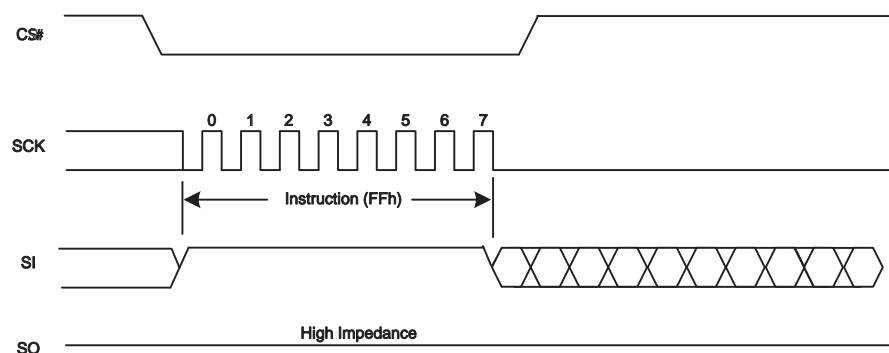 CS#
0 1 2 3 4 5 6 7
SCK
Instruction (FFh)
SI
High Impedance
SO